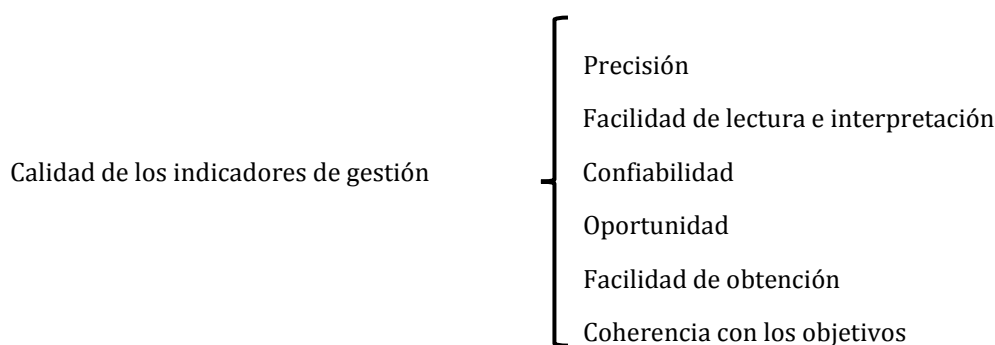 Precisión
Facilidad de lectura e interpretación
Calidad de los indicadores de gestión
Confiabilidad
Oportunidad
Facilidad de obtención
Coherencia con los objetivos